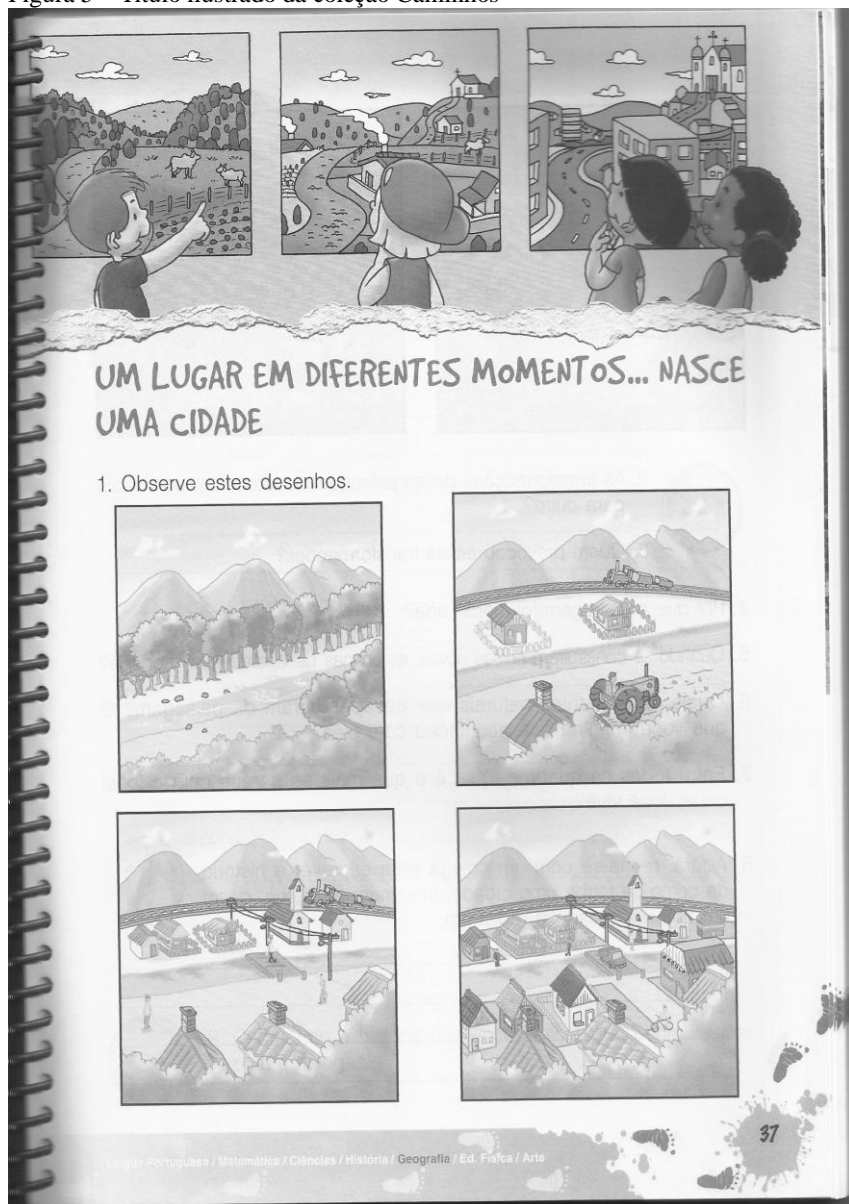 Figura 3 – Título ilustrado da coleção Caminhos
UM LUGAR EM DIFERENTES MOMENTOS... NASCE
UMA CIDADE
1. Observe estes desenhos.
Língua Portuguesa / Matemática / Ciências / História / Geografia / Ed. Física / Arte
37